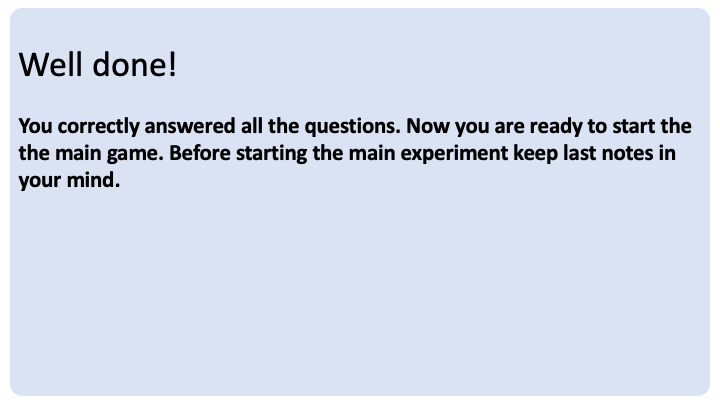 Well done!
You correctly answered all the questions. Now you are ready to start the
the main game. Before starting the main experiment keep last notes in
your mind.